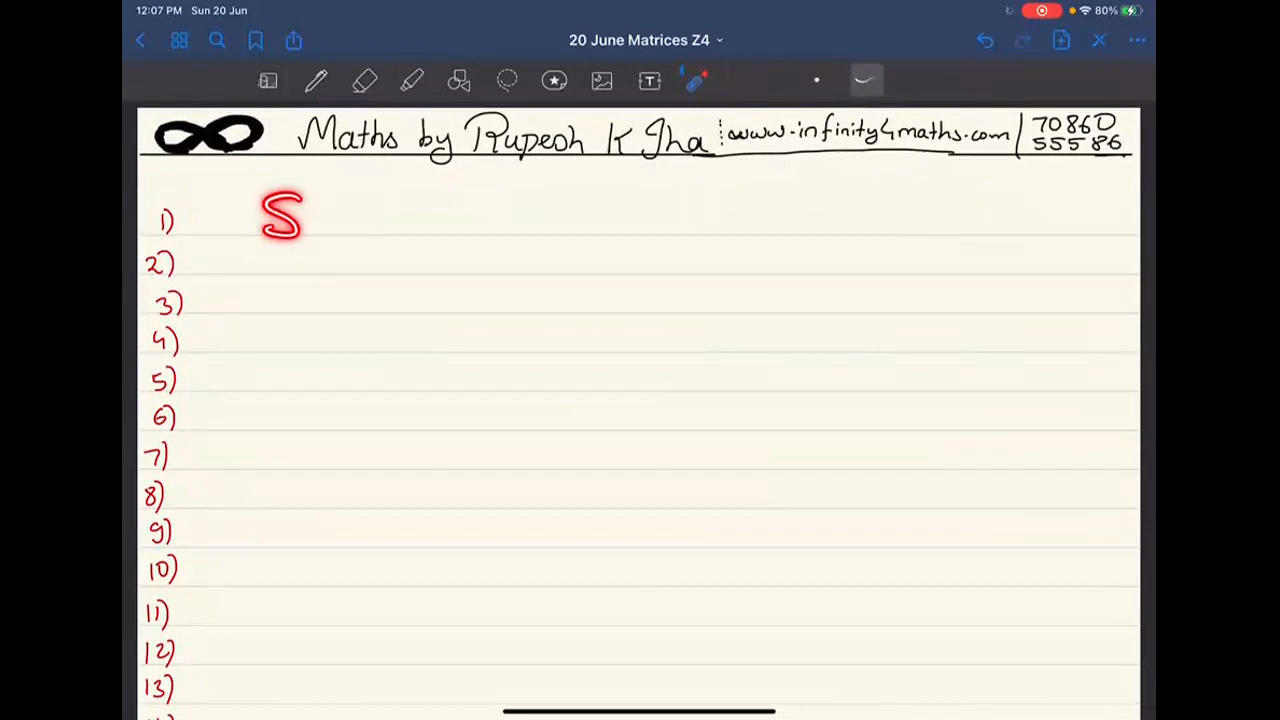 12:07 PM Sun 20 Jun
80%
20 June Matrices Z4
T
Maths by Rupesh K Jha www.infinity4maths.com 70860
55586
1) S
2)
3)
4)
5)
6)
7)
8)
9)
10)
11)
12)
13)